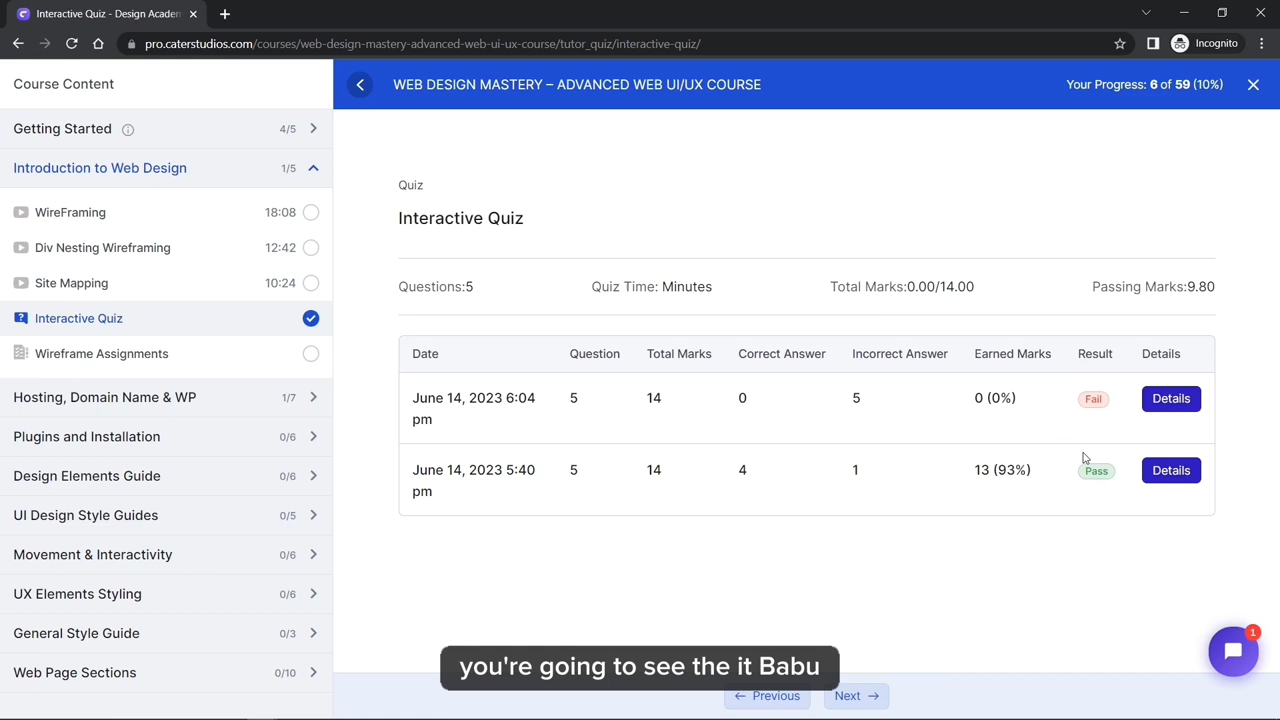 Interactive Quiz - Design Academ
pro.caterstudios.com/courses/web-design-mastery-advanced-web-ui-ux-course/tutor_quiz/interactive-quiz/
Incognito
Course Content
WEB DESIGN MASTERY – ADVANCED WEB UI/UX COURSE
Your Progress: 6 of 59 (10%)
Getting Started 4/5
Introduction to Web Design 1/5
WireFraming 18:08
Div Nesting Wireframing 12:42
Site Mapping 10:24
Interactive Quiz
Wireframe Assignments
Hosting, Domain Name & WP 1/7
Plugins and Installation 0/6
Design Elements Guide 0/6
UI Design Style Guides 0/5
Movement & Interactivity 0/6
UX Elements Styling 0/6
General Style Guide 0/3
Web Page Sections 0/10
Quiz
Interactive Quiz
Questions:5 Quiz Time: Minutes Total Marks:0.00/14.00 Passing Marks:9.80
Date Question Total Marks Correct Answer Incorrect Answer Earned Marks Result Details
June 14, 2023 6:04 5 14 0 5 0 (0%) Fail Details
pm
June 14, 2023 5:40 5 14 4 1 13 (93%) Pass Details
pm
1
you're going to see the it Babu
← Previous Next →